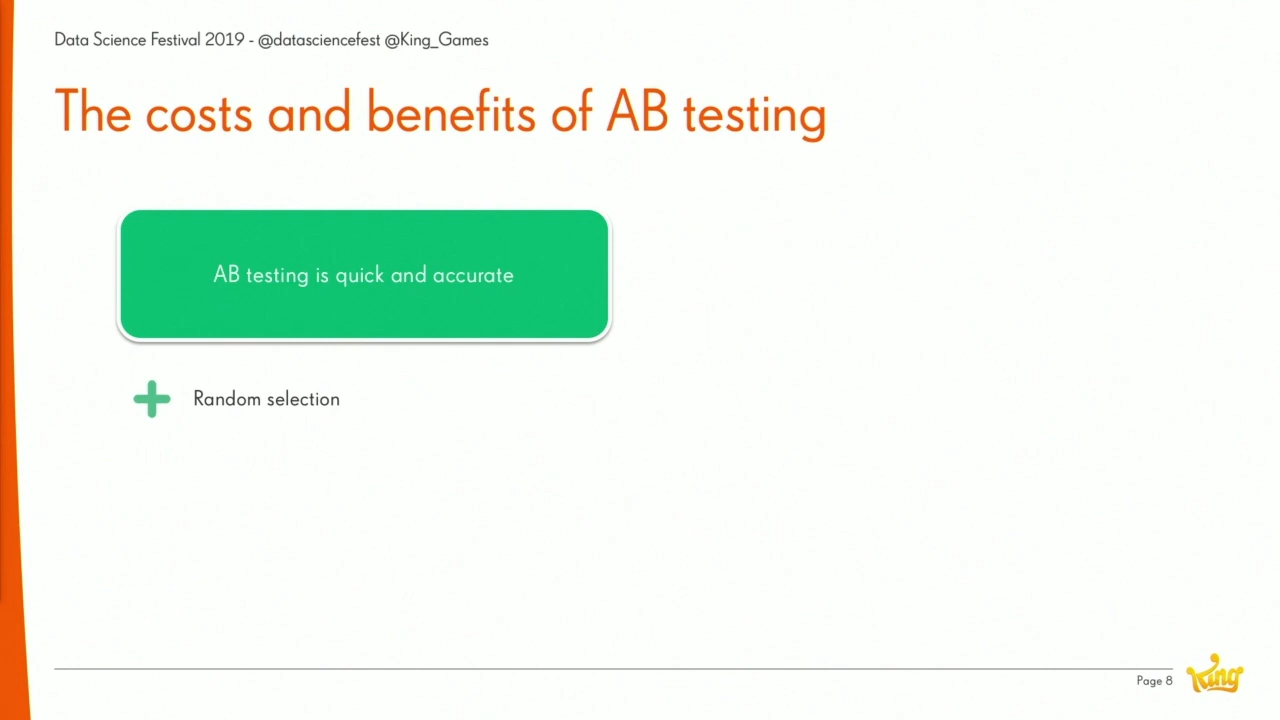 Data Science Festival 2019 - @datasciencefest @King_Games
The costs and benefits of AB testing
AB testing is quick and accurate
Random selection
Page 8
King